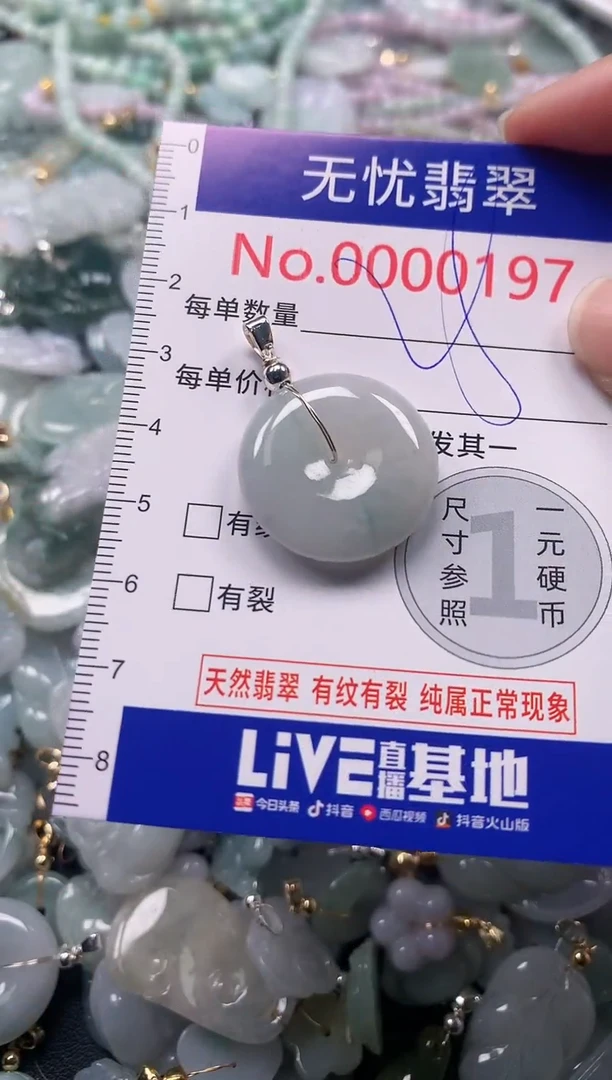 0
无忧翡翠
1
No.0000197
2
每单数量
3
每单价
4
发其一
5
有
尺寸参照
1
一元硬币
6
有裂
7
天然翡翠 有纹有裂 纯属正常现象
8
LiVE直播基地
今日头条 抖音 西瓜视频 抖音火山版